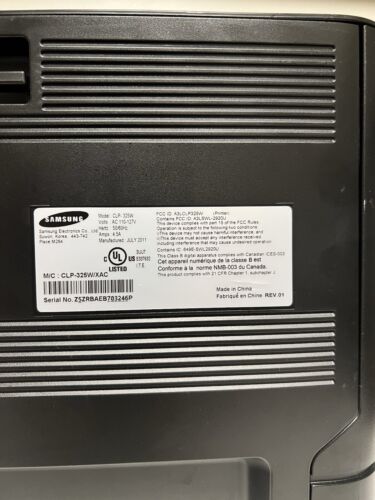 SAMSUNG
Samsung Electronics Co., Ltd
Suwon, Korea, 443-742
Place:M264
Model: CLP-325W
Volts: AC 110-127V
Hertz: 50/60Hz
Amps: 4.5A
Manufactured: JULY.2011
C UL US
LISTED
M/C : CLP-325W/XAC
Serial No. Z5ZRBAEB703246P
FCC ID: A3LCLP325W (Printer)
Contains FCC ID:
This device complies with part 15 of the FCC Rules.
Operation is subject to the following two conditions
This device may not cause harmful interference, and
This device must accept any interference received,
including interference that may cause undesired operation.
Contains IC:
This Class B digital apparatus complies with Canadian ICES-003
Cet appareil numérique de la classe B est
Conforme à la norme NMB-003 du Canada.
This product complies with 21 CFR Chapter 1, subchapter J.
Made in China
Fabriqué en Chine REV.01